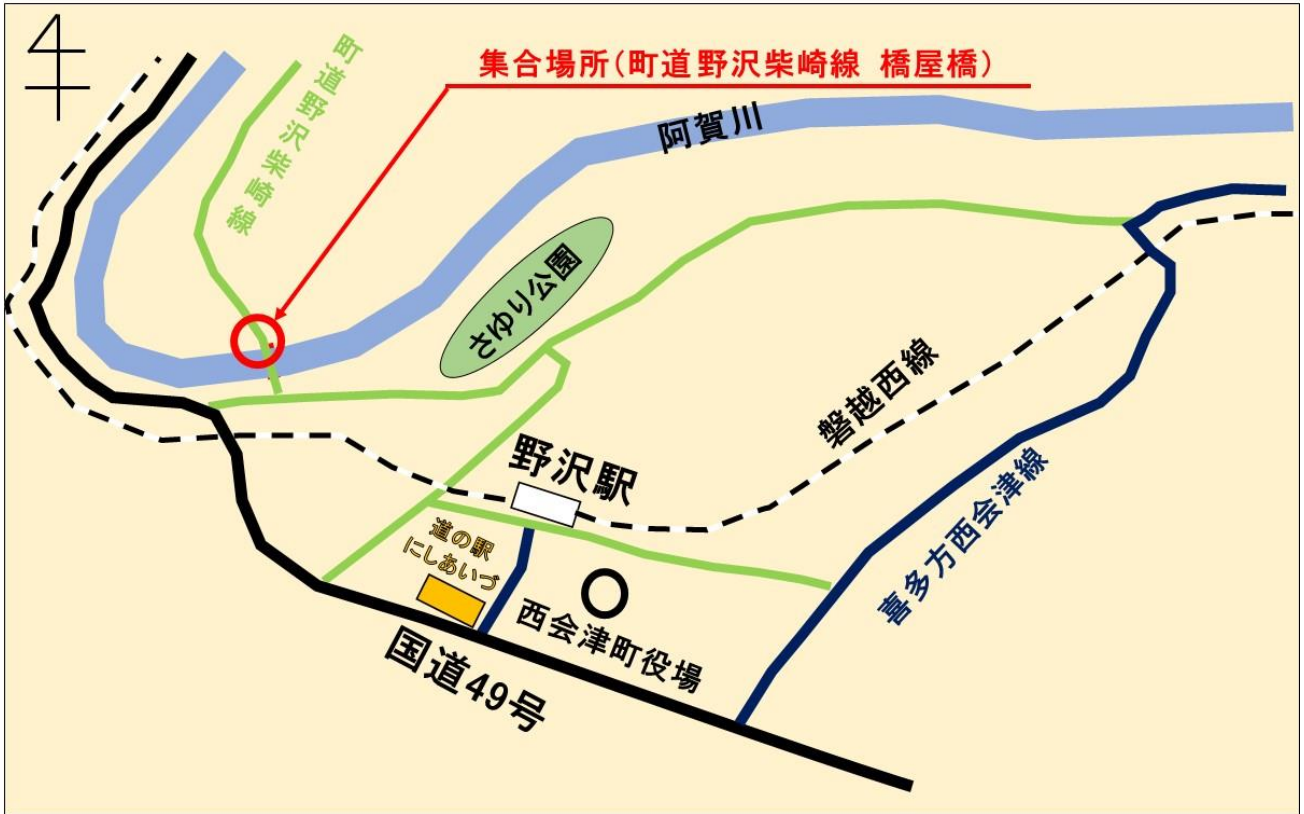 集合場所(町道野沢柴崎線 橋屋橋)
町道野沢柴崎線
阿賀川
さゆり公園
磐越西線
野沢駅
喜多方西会津線
道の駅
にしあいづ
西会津町役場
国道49号